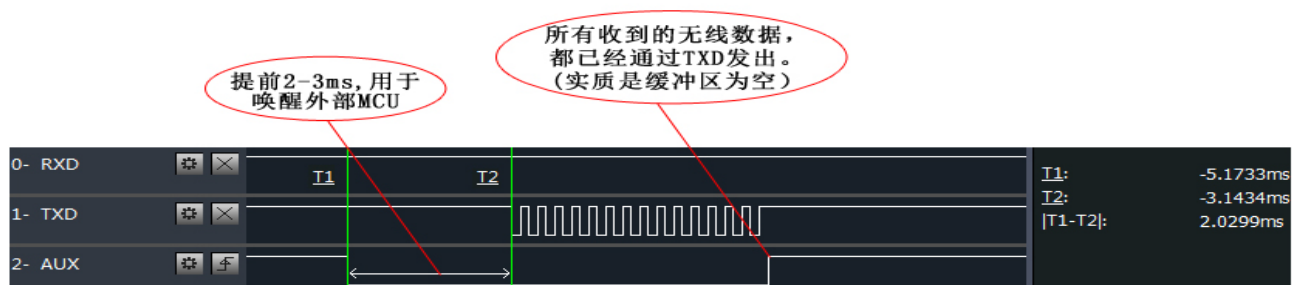 所有收到的无线数据，
都已经通过TXD发出。
(实质是缓冲区为空）
提前2-3ms,用于
唤醒外部MCU
0- RXD
T1
T2
1- TXD
2- AUX
T1: -5.1733ms
T2: -3.1434ms
|T1-T2|: 2.0299ms